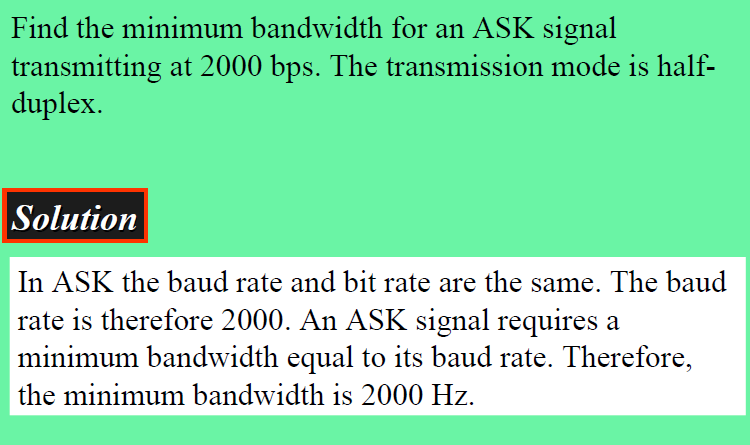 Find the minimum bandwidth for an ASK signal
transmitting at 2000 bps. The transmission mode is half-
duplex.
Solution
In ASK the baud rate and bit rate are the same. The baud
rate is therefore 2000. An ASK signal requires a
minimum bandwidth equal to its baud rate. Therefore,
the minimum bandwidth is 2000 Hz.